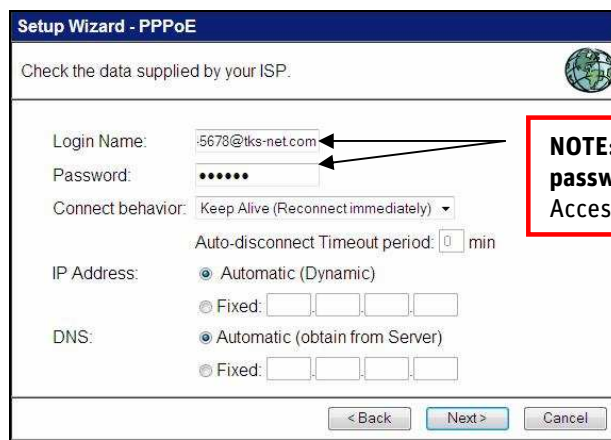 Setup Wizard - PPPoE
Check the data supplied by your ISP.
Login Name: -5678@tks-net.com
Password: ••••••
NOTE:
Connect behavior: Keep Alive (Reconnect immediately)
Auto-disconnect Timeout period: 0 min
IP Address: Automatic (Dynamic)
Fixed:
DNS: Automatic (obtain from Server)
Fixed:
< Back Next > Cancel